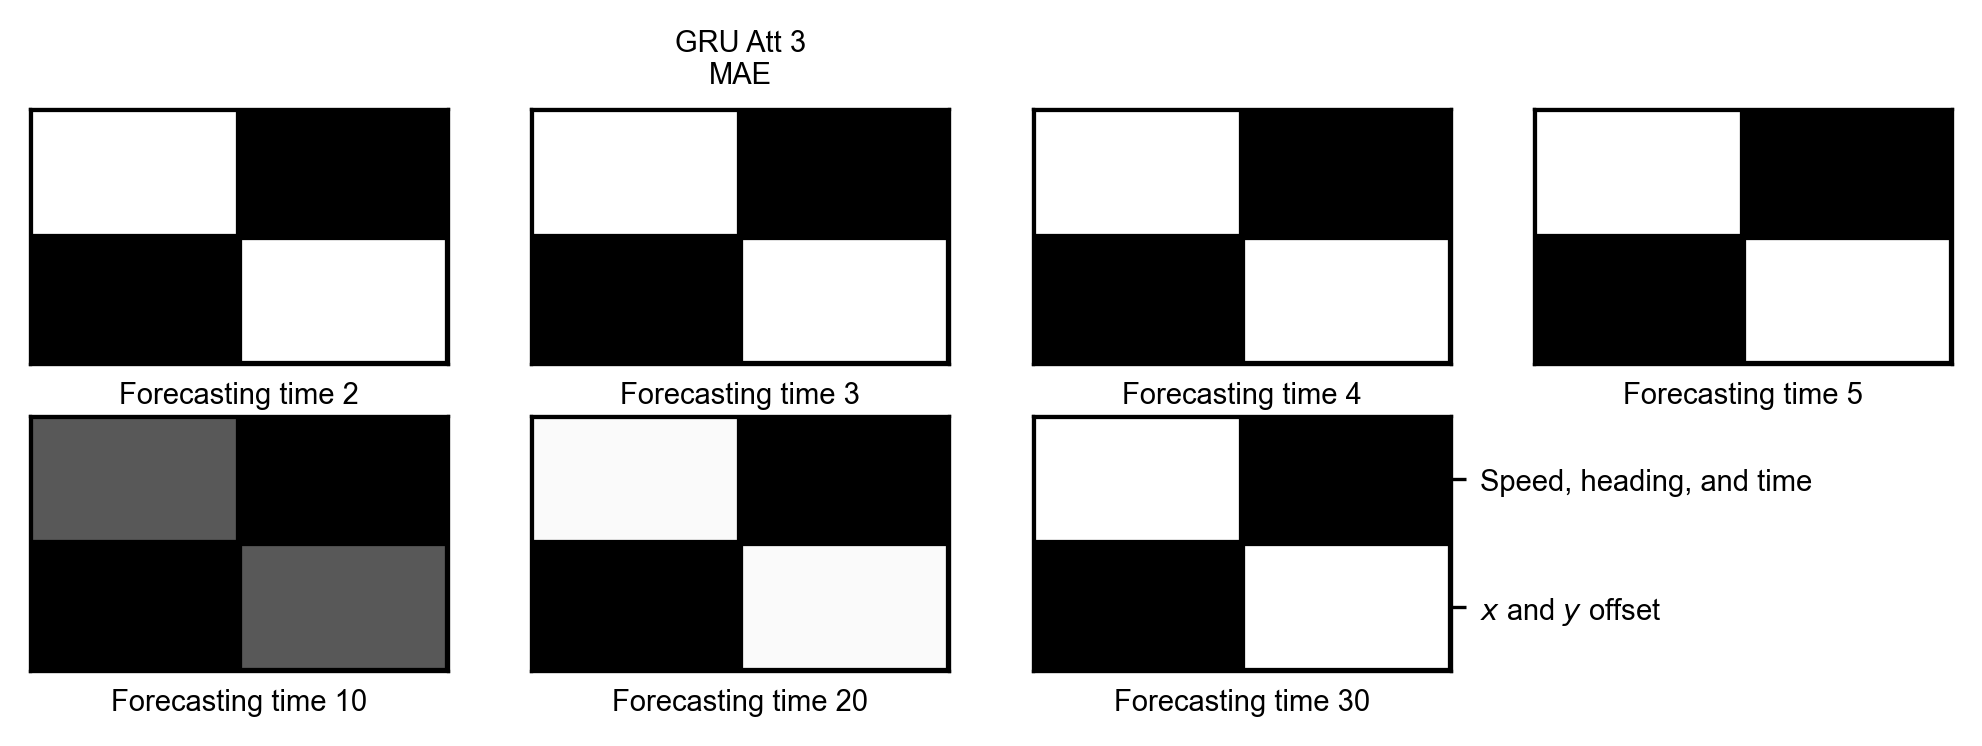 GRU Att 3
MAE
Forecasting time 2
Forecasting time 3
Forecasting time 4
Forecasting time 5
Speed, heading, and time
x and y offset
Forecasting time 10
Forecasting time 20
Forecasting time 30